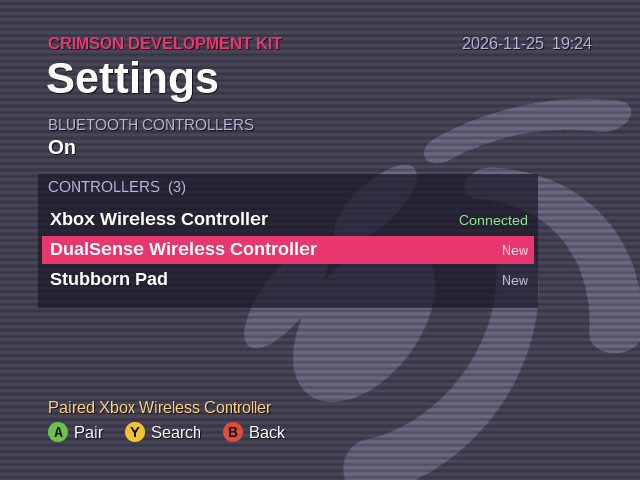 CRIMSON DEVELOPMENT KIT 2026-11-25 19:24
Settings
BLUETOOTH CONTROLLERS
On
CONTROLLERS (3)
Xbox Wireless Controller Connected
DualSense Wireless Controller New
Stubborn Pad New
Paired Xbox Wireless Controller
A Pair Y Search B Back